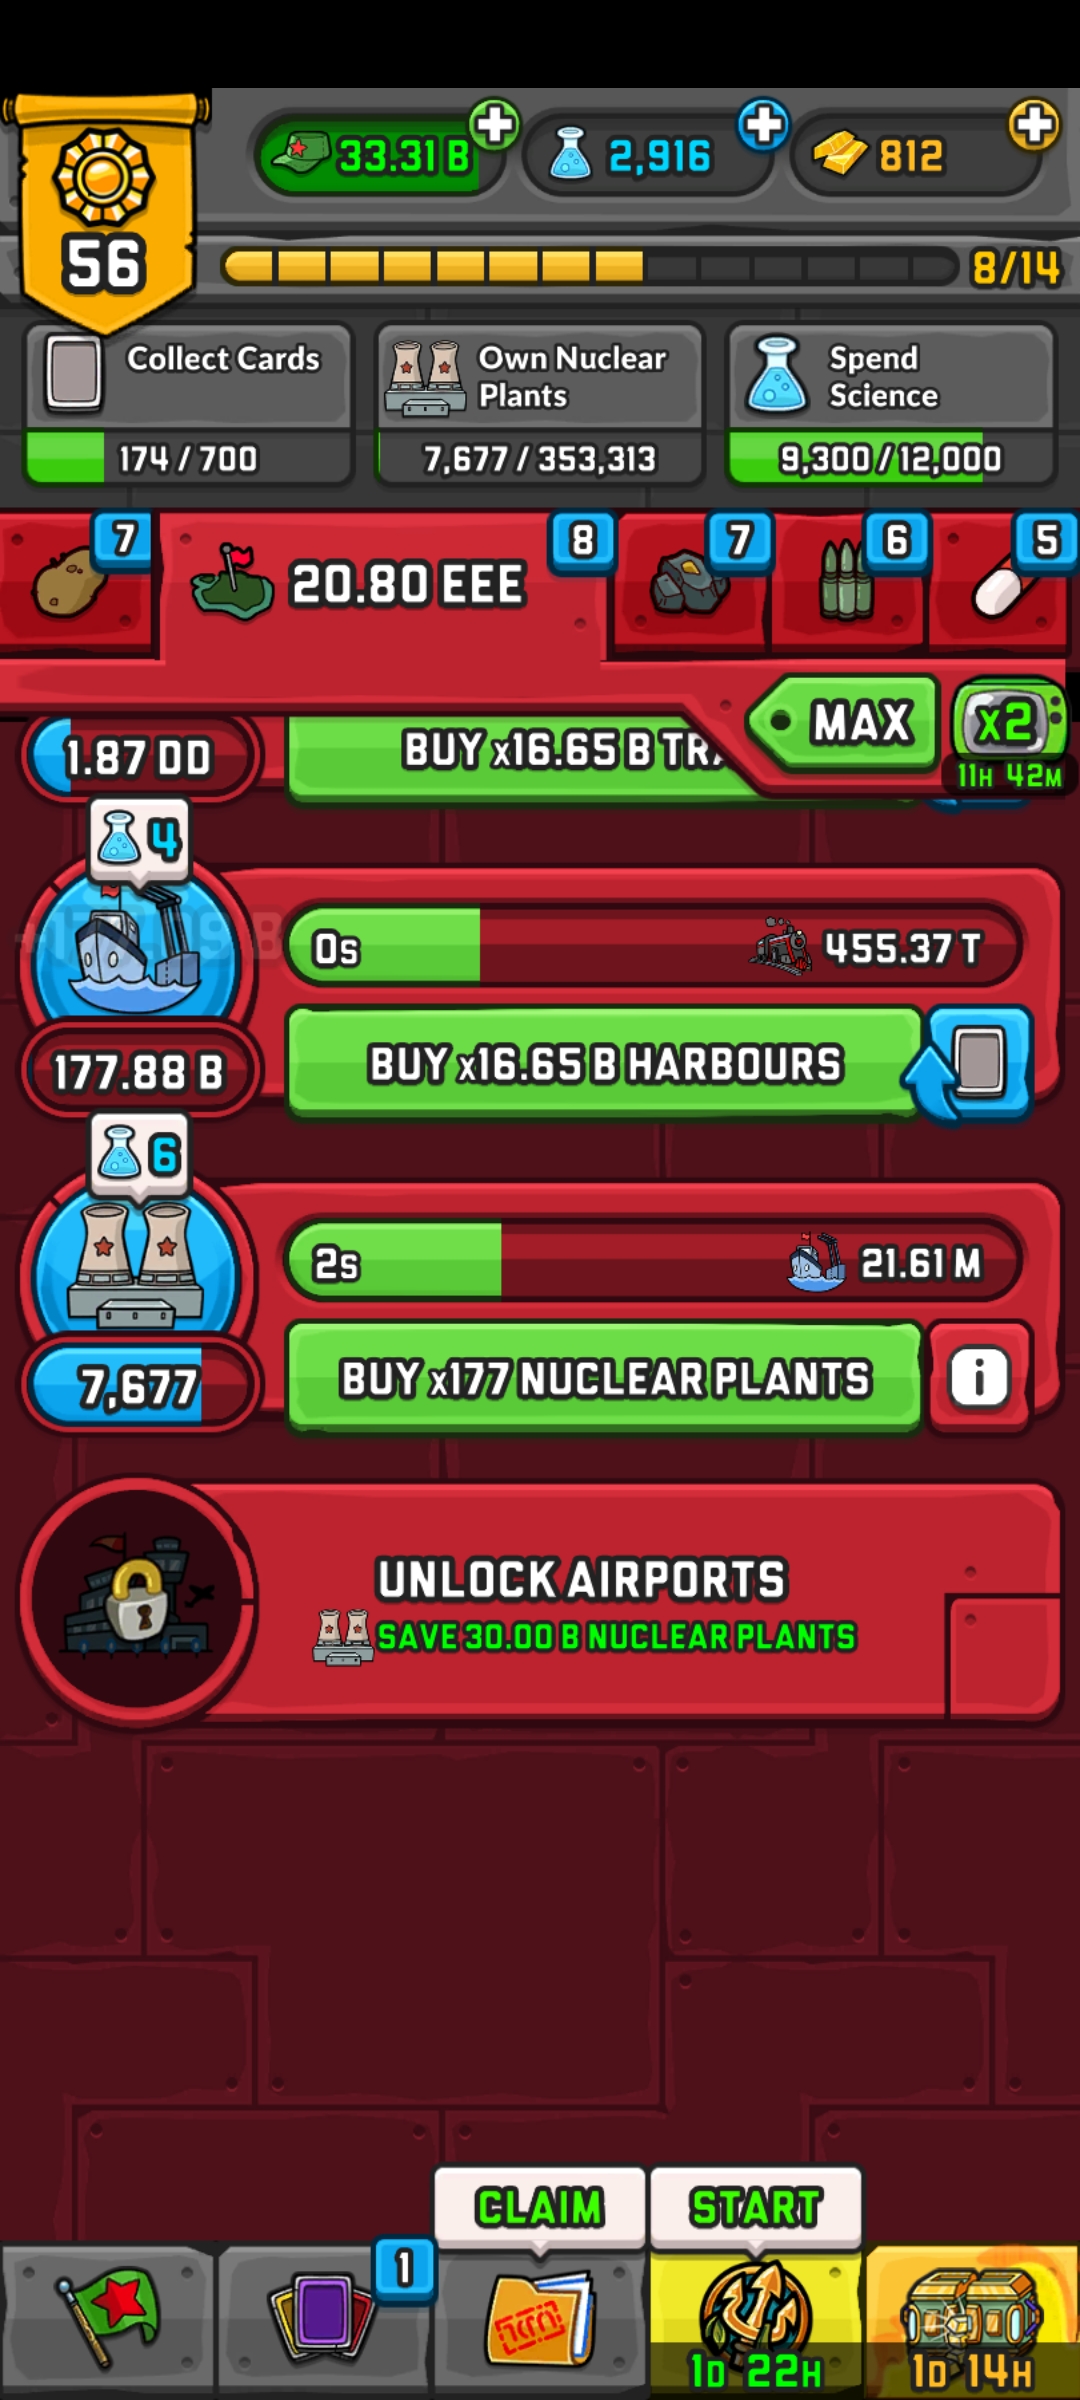 33.31 B
2,916
812
56
8/14
Collect Cards
174 / 700
Own Nuclear
Plants
7,677 / 353,313
Spend
Science
9,300 / 12,000
7
20.80 EEE
8
7
6
5
MAX
x2
11H 42M
1.87 DD
BUY x16.65 B
4
0s
455.37 T
177.88 B
BUY x16.65 B HARBOURS
6
2s
21.61 M
7,677
BUY x177 NUCLEAR PLANTS
i
UNLOCK AIRPORTS
SAVE 30.00 B NUCLEAR PLANTS
CLAIM
START
1
1D 22H
1D 14H